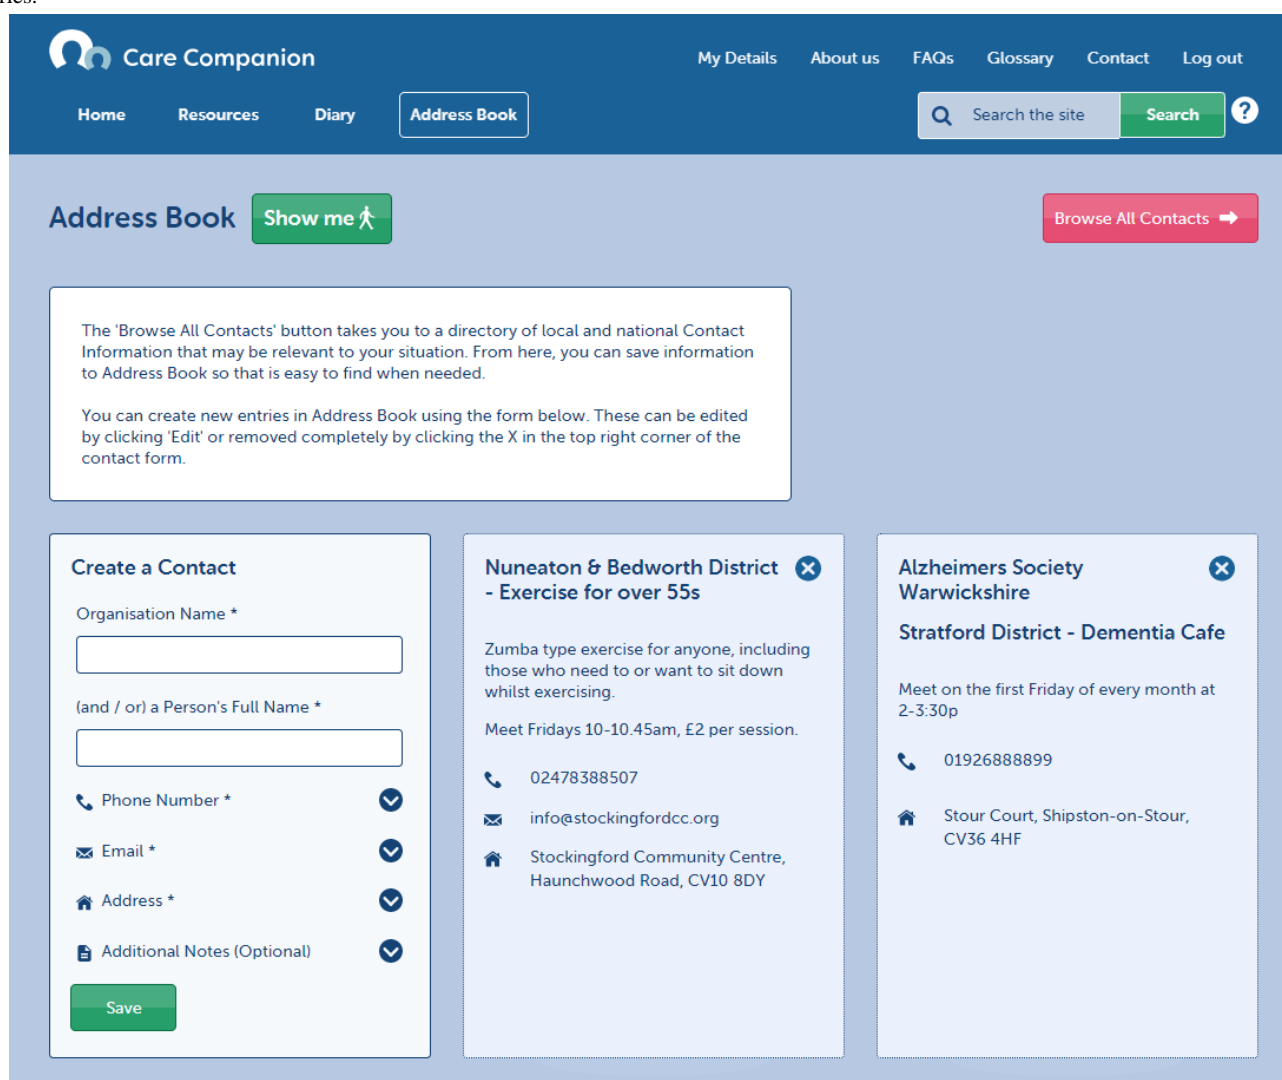 Care Companion
My Details About us FAQs Glossary Contact Log out
Home Resources Diary Address Book
Search the site Search ?
Address Book Show me
Browse All Contacts
The 'Browse All Contacts' button takes you to a directory of local and national Contact
Information that may be relevant to your situation. From here, you can save information
to Address Book so that is easy to find when needed.
You can create new entries in Address Book using the form below. These can be edited
by clicking 'Edit' or removed completely by clicking the X in the top right corner of the
contact form.
Create a Contact
Organisation Name *
(and / or) a Person's Full Name *
Phone Number *
Email *
Address *
Additional Notes (Optional)
Save
Nuneaton & Bedworth District
- Exercise for over 55s
Zumba type exercise for anyone, including
those who need to or want to sit down
whilst exercising.
Meet Fridays 10-10.45am, £2 per session.
02478388507
info@stockingfordcc.org
Stockingford Community Centre,
Haunchwood Road, CV10 8DY
Alzheimers Society
Warwickshire
Stratford District - Dementia Cafe
Meet on the first Friday of every month at
2-3:30p
01926888899
Stour Court, Shipston-on-Stour,
CV36 4HF